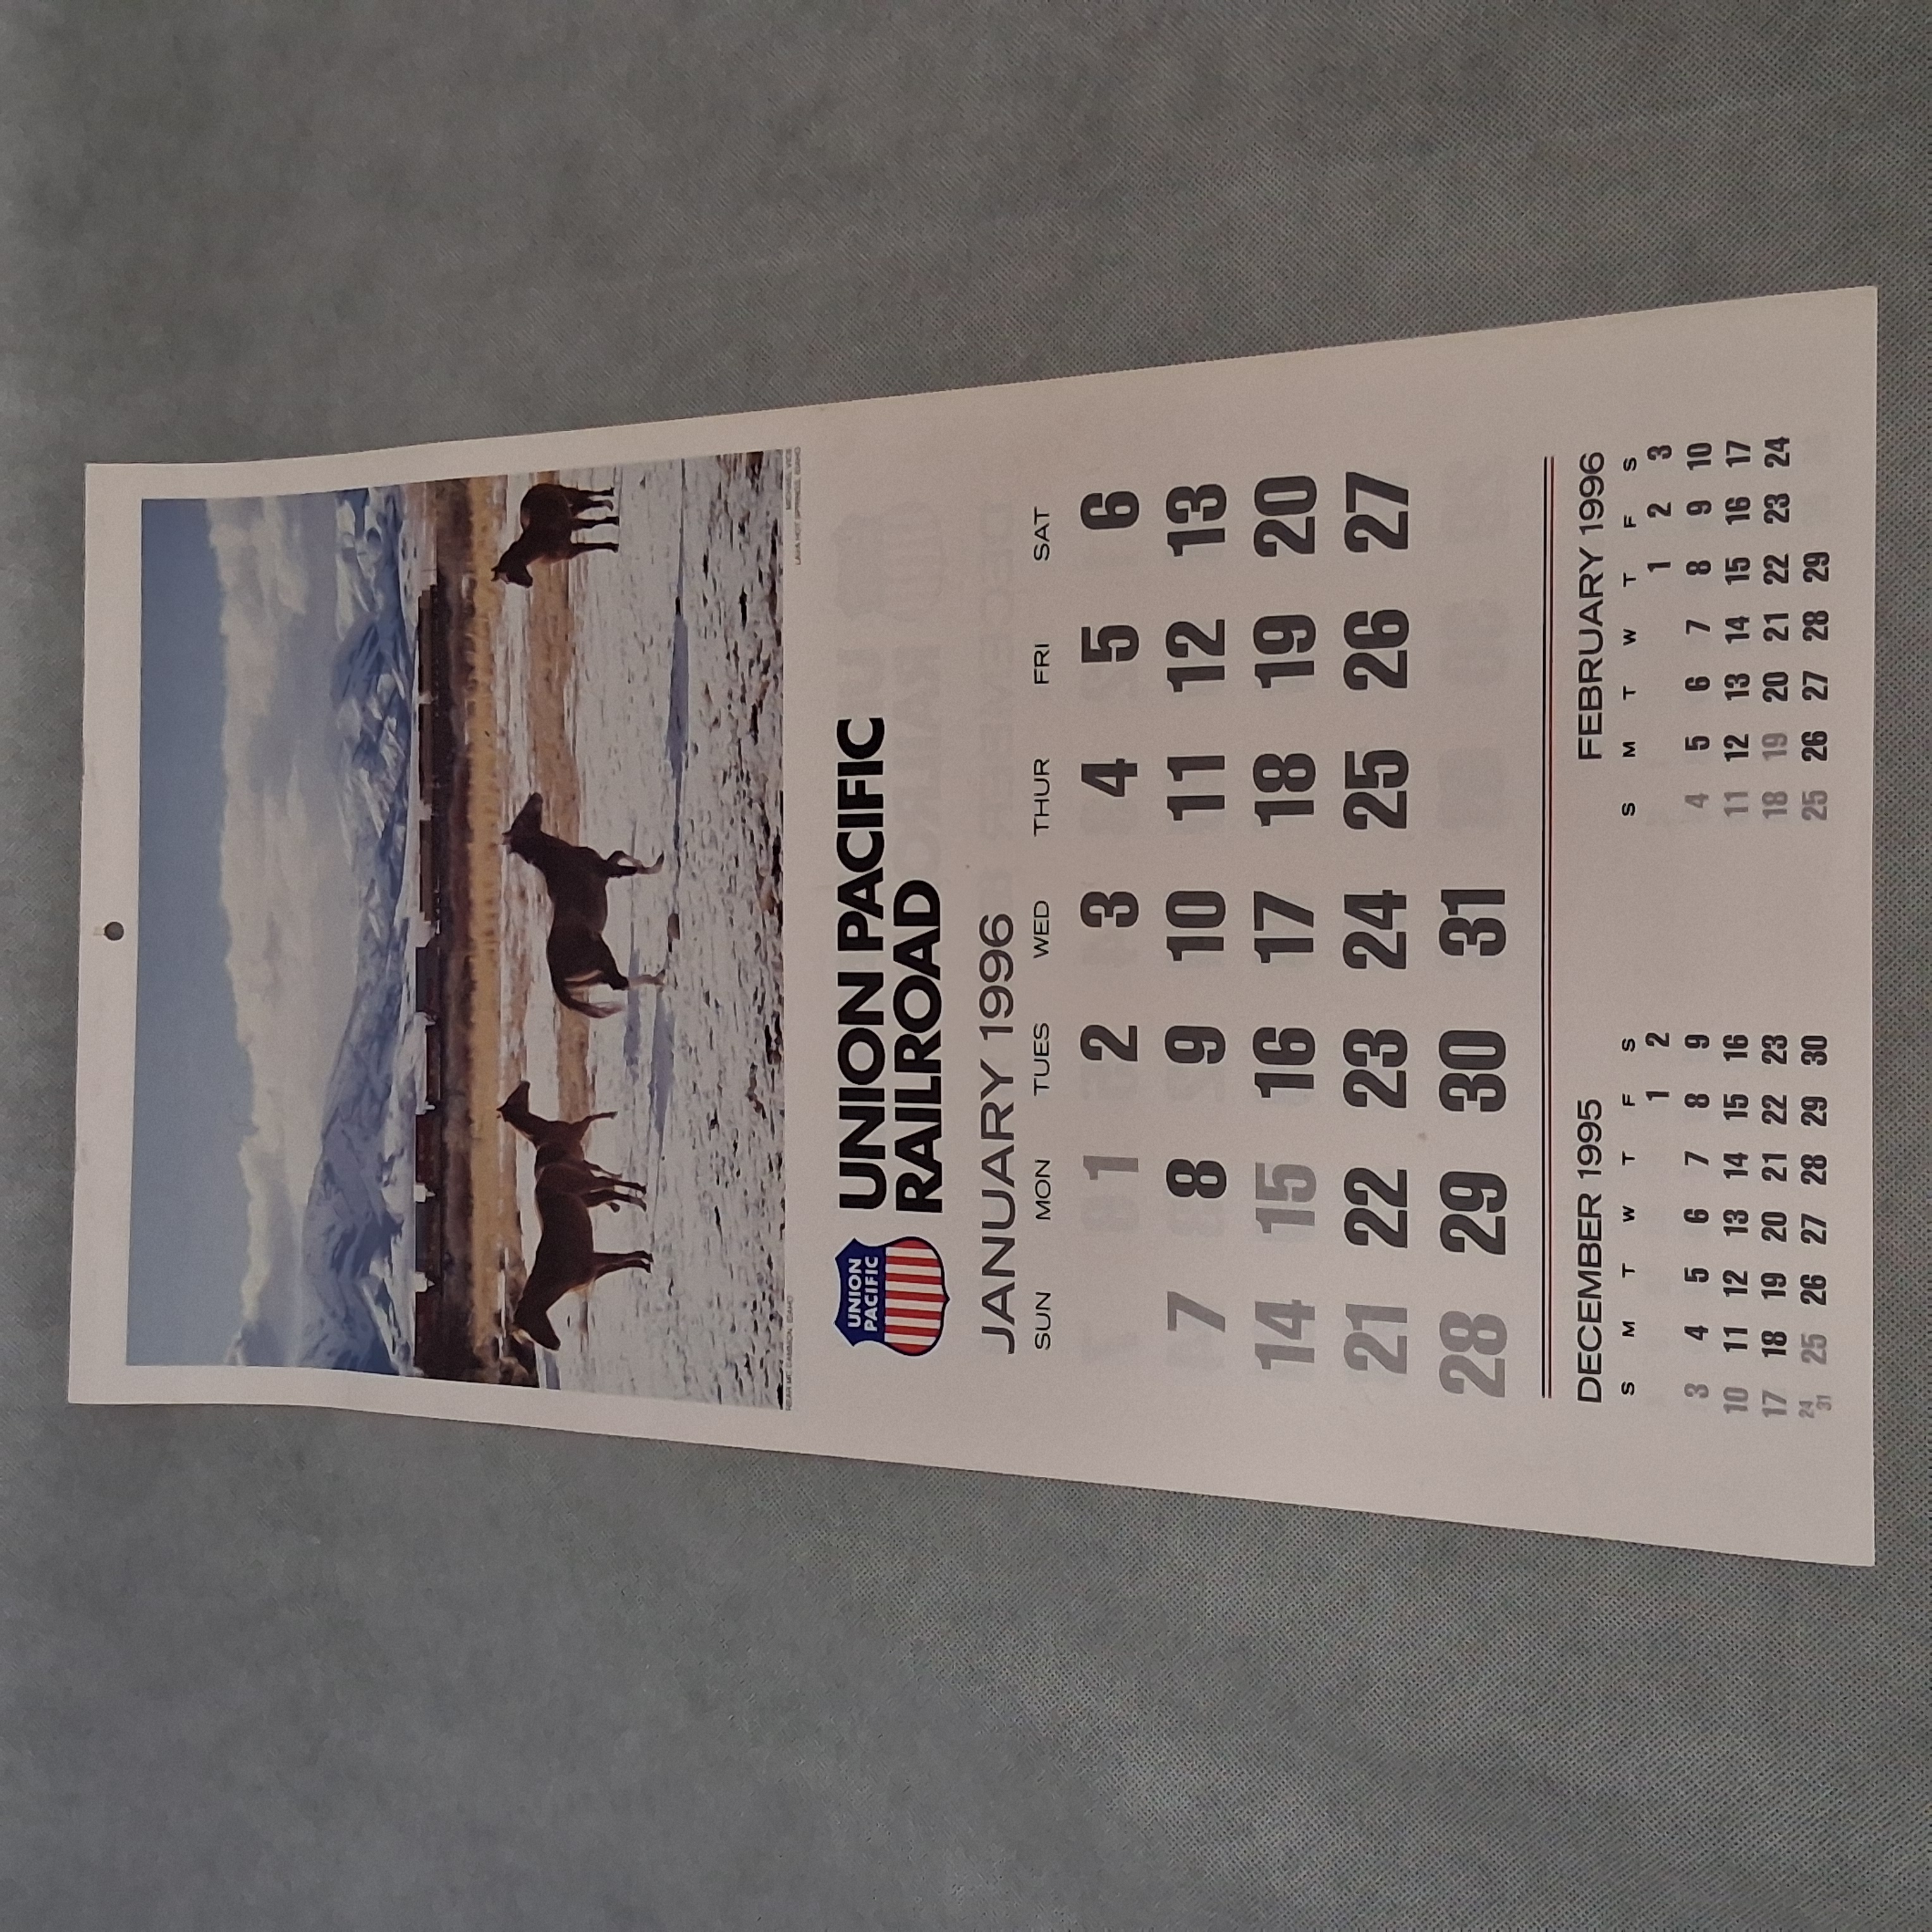 NEAR MC CAMMON, IDAHO
UNION
PACIFIC
UNION PACIFIC
RAILROAD
JANUARY 1996
SUN MON TUES WED THUR FRI SAT
1 2 3 4 5 6
7 8 9 10 11 12 13
14 15 16 17 18 19 20
21 22 23 24 25 26 27
28 29 30 31
DECEMBER 1995
S M T W T F S
1 2
3 4 5 6 7 8 9
10 11 12 13 14 15 16
17 18 19 20 21 22 23
24 25 26 27 28 29 30
31
FEBRUARY 1996
S M T W T F S
1 2 3
4 5 6 7 8 9 10
11 12 13 14 15 16 17
18 19 20 21 22 23 24
25 26 27 28 29